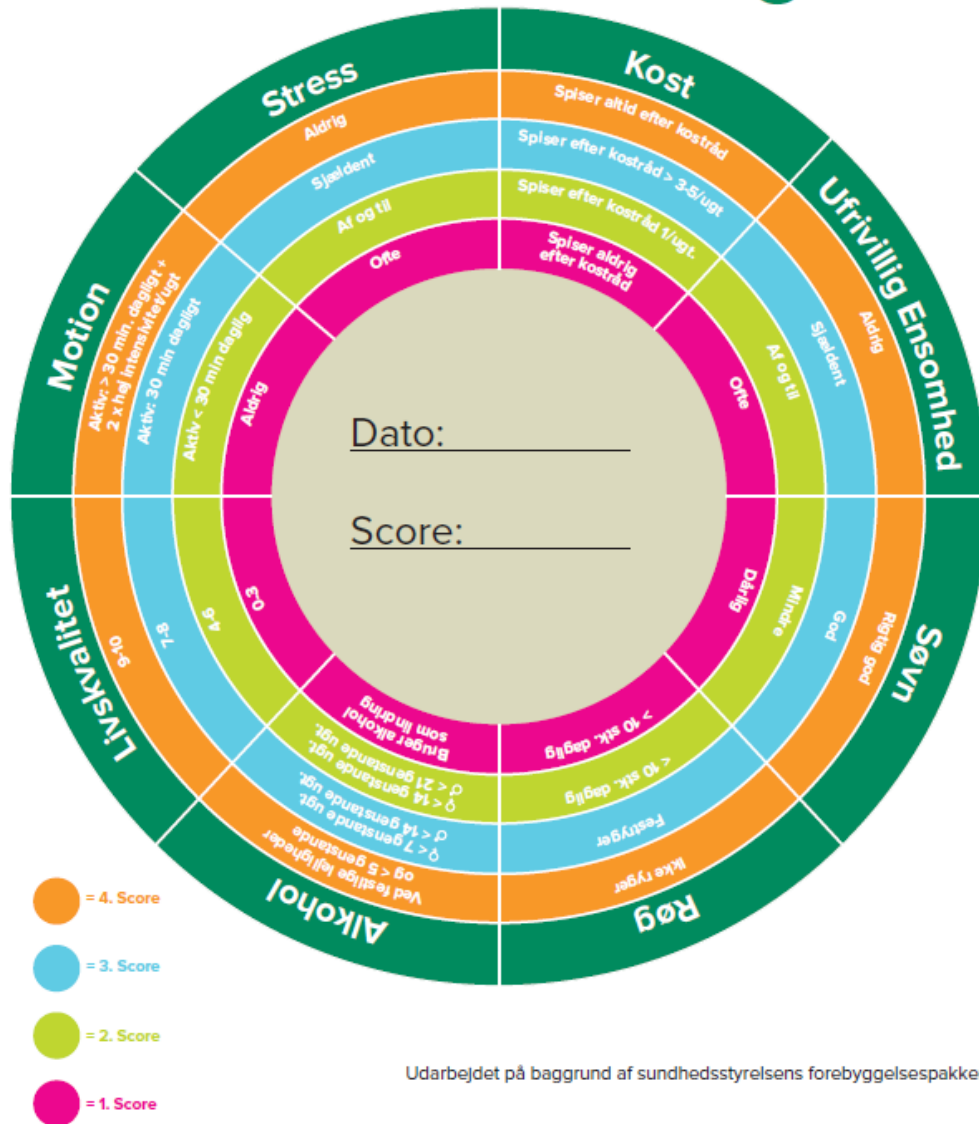 Stress
Aldrig
Sjældent
Af og til
Ofte
Kost
Spiser altid efter kostråd
Spiser efter kostråd > 3-5/ugt
Spiser efter kostråd 1/ugt.
Spiser aldrig
efter kostråd
Ufrivillig Ensomhed
Aldrig
Sjældent
Af og til
Ofte
Søvn
Rigtig god
God
Mindre
Dårlig
Røg
Ikke ryger
Festryger
< 10 stk. daglig
> 10 stk. daglig
Alkohol
Ved festlige lejligheder
og < 5 genstande
♀ < 7 genstande ugt.
♂ < 14 genstande ugt.
♀ < 14 genstande ugt.
♂ < 21 genstande ugt.
Bruger alkohol
som lindring
Livskvalitet
9-10
7-8
4-6
0-3
Motion
Aktiv: > 30 min. dagligt +
2 x høj intensivitet/ugt
Aktiv: 30 min dagligt
Aktiv < 30 min daglig
Aldrig
Dato:
Score:
= 4. Score
= 3. Score
= 2. Score
= 1. Score
Udarbejdet på baggrund af sundhedsstyrelsens forebyggelsespakke